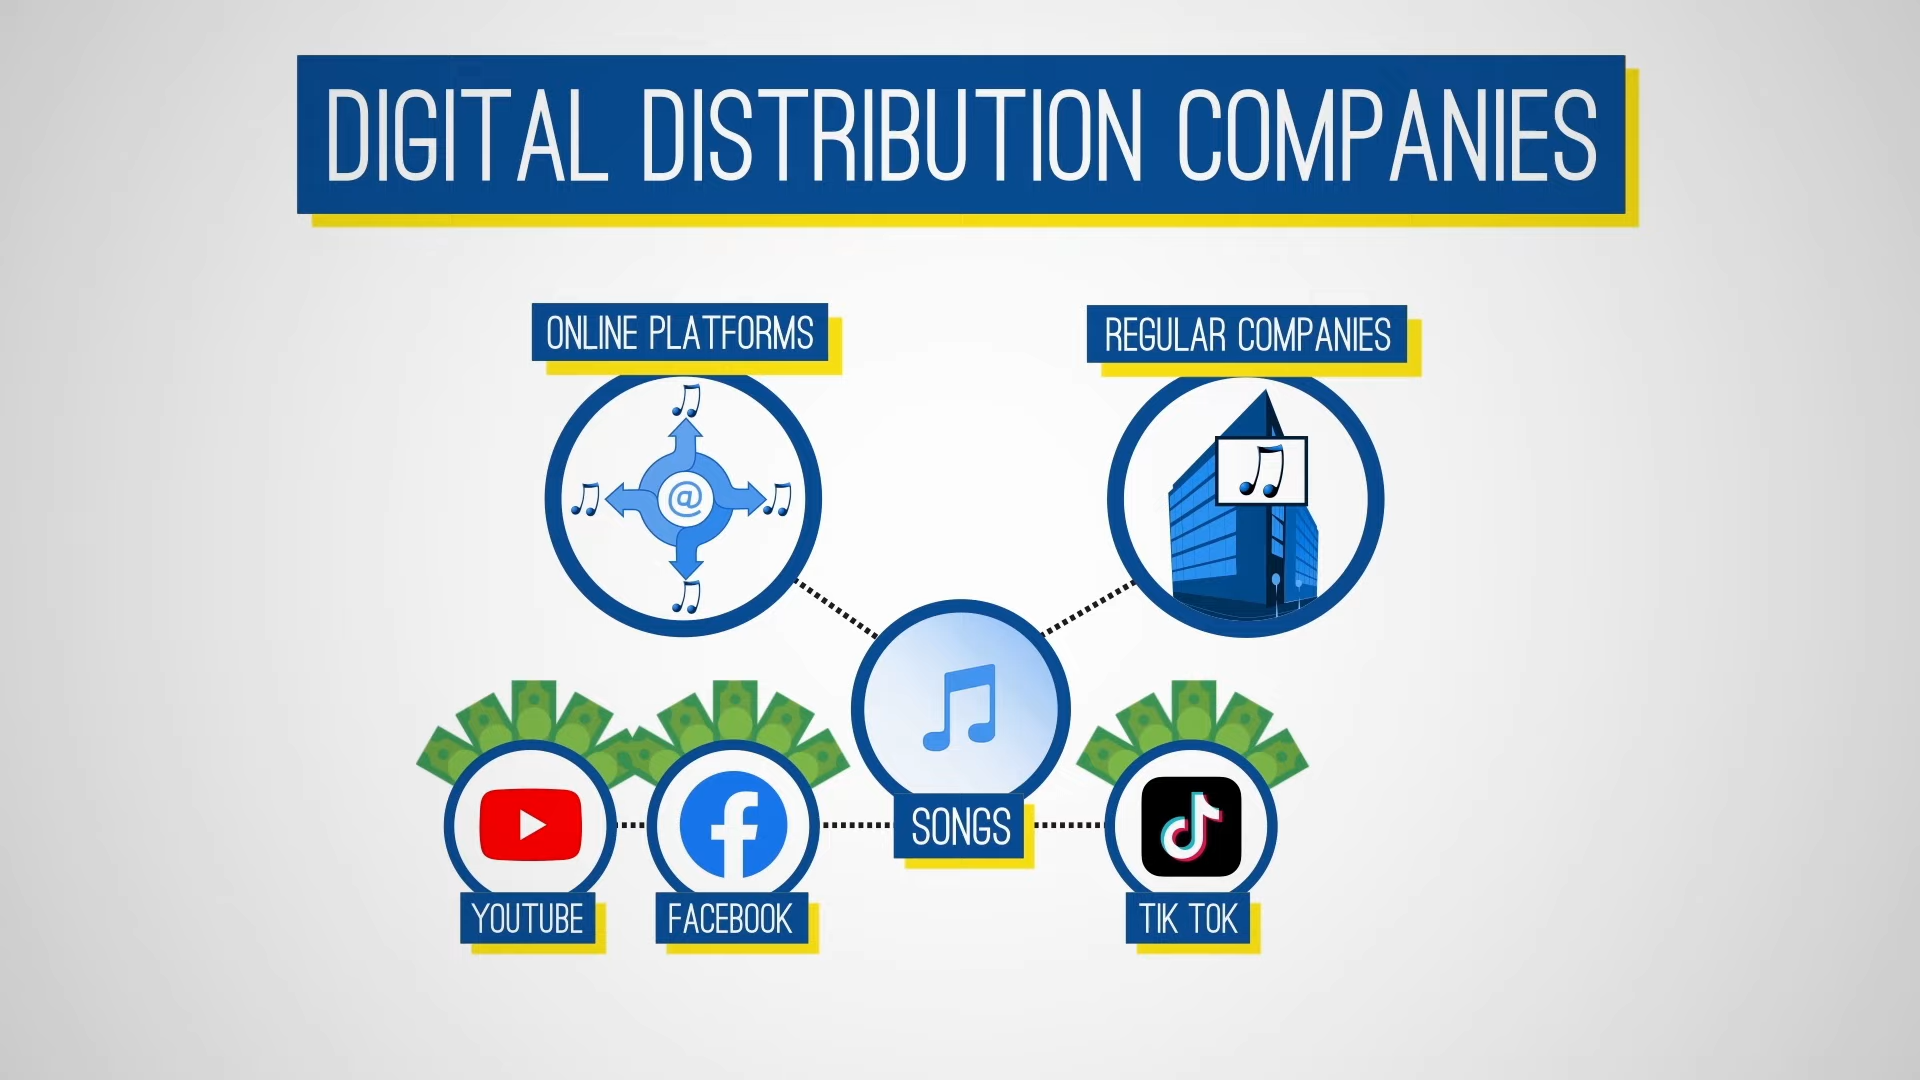 DIGITAL DISTRIBUTION COMPANIES
ONLINE PLATFORMS
REGULAR COMPANIES
@
SONGS
YOUTUBE
FACEBOOK
TIK TOK